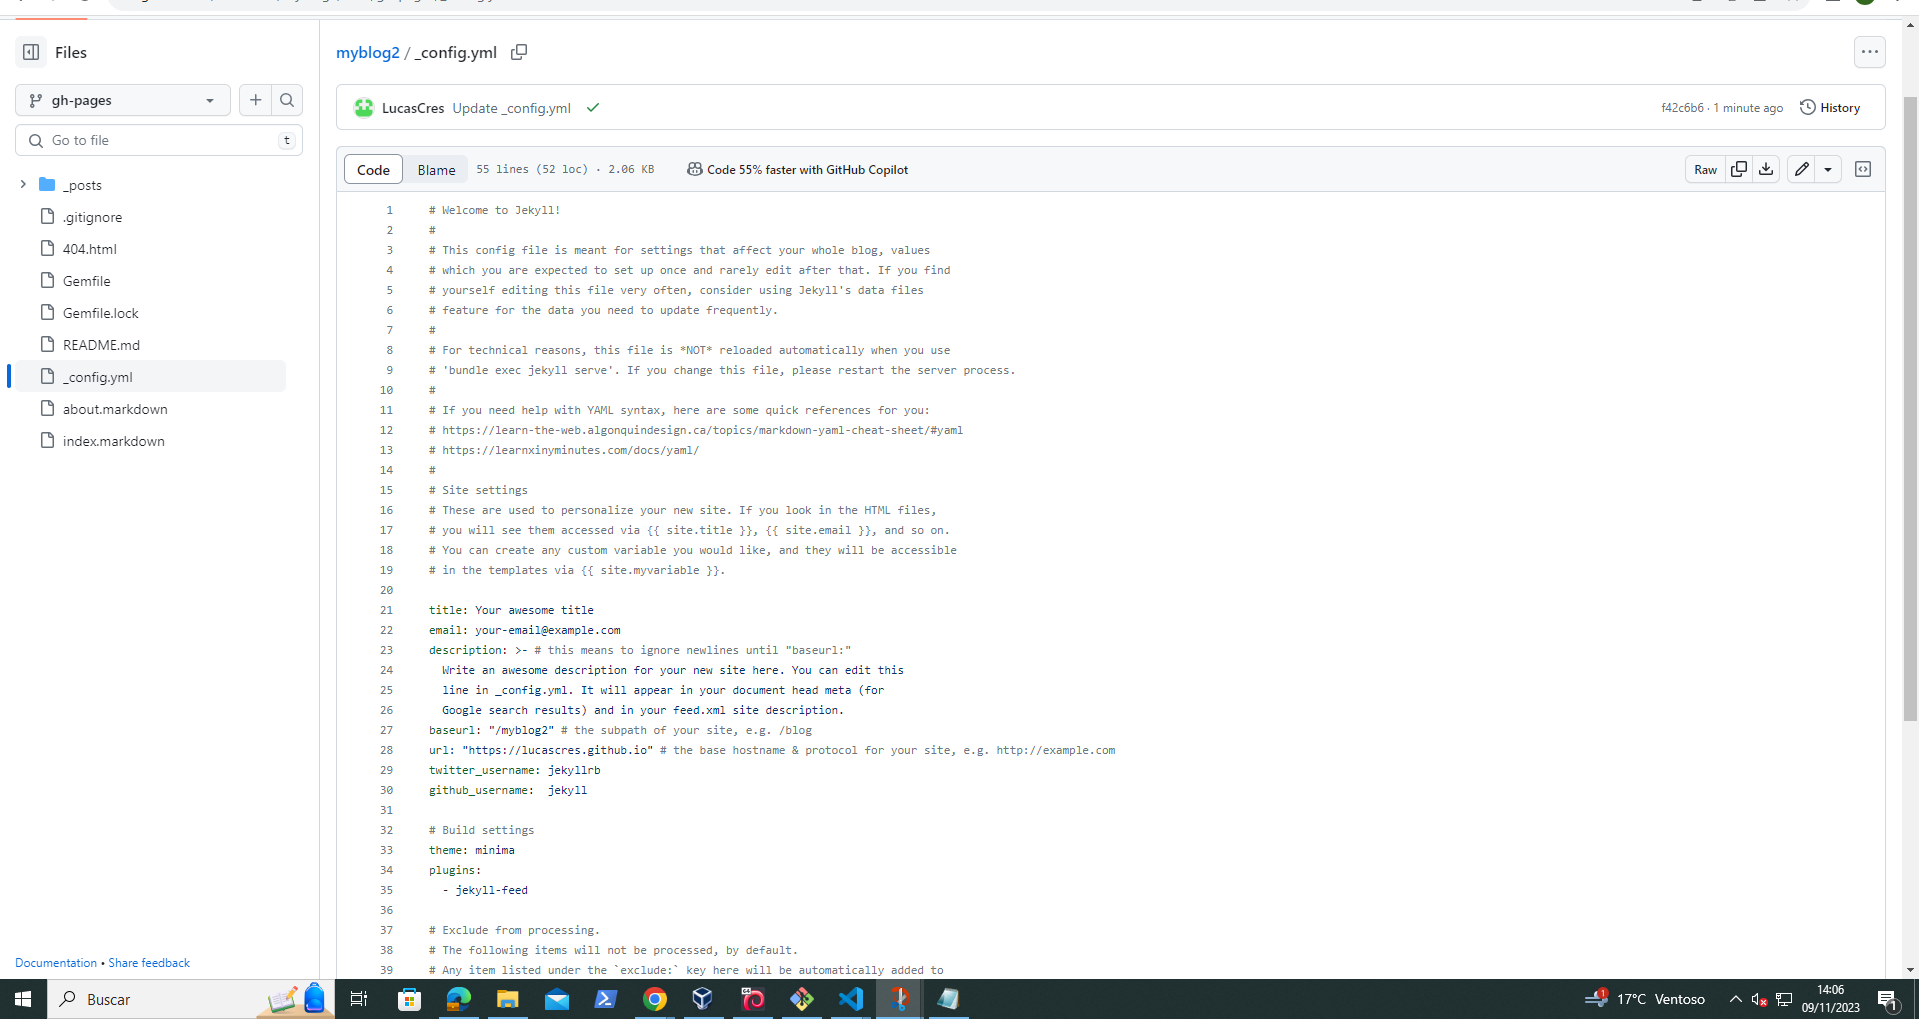 Files
myblog2 / _config.yml
gh-pages
LucasCres Update _config.yml
f42c6b6 · 1 minute ago
History
Go to file
t
Code
Blame
55 lines (52 loc) · 2.06 KB
Code 55% faster with GitHub Copilot
Raw
_posts
.gitignore
404.html
Gemfile
Gemfile.lock
README.md
_config.yml
about.markdown
index.markdown
1 # Welcome to Jekyll!
2 #
3 # This config file is meant for settings that affect your whole blog, values
4 # which you are expected to set up once and rarely edit after that. If you find
5 # yourself editing this file very often, consider using Jekyll's data files
6 # feature for the data you need to update frequently.
7 #
8 # For technical reasons, this file is *NOT* reloaded automatically when you use
9 # 'bundle exec jekyll serve'. If you change this file, please restart the server process.
10 #
11 # If you need help with YAML syntax, here are some quick references for you:
12 # https://learn-the-web.algonquindesign.ca/topics/markdown-yaml-cheat-sheet/#yaml
13 # https://learnxinyminutes.com/docs/yaml/
14 #
15 # Site settings
16 # These are used to personalize your new site. If you look in the HTML files,
17 # you will see them accessed via {{ site.title }}, {{ site.email }}, and so on.
18 # You can create any custom variable you would like, and they will be accessible
19 # in the templates via {{ site.myvariable }}.
20
21 title: Your awesome title
22 email: your-email@example.com
23 description: >- # this means to ignore newlines until "baseurl:"
24 Write an awesome description for your new site here. You can edit this
25 line in _config.yml. It will appear in your document head meta (for
26 Google search results) and in your feed.xml site description.
27 baseurl: "/myblog2" # the subpath of your site, e.g. /blog
28 url: "https://lucascres.github.io" # the base hostname & protocol for your site, e.g. http://example.com
29 twitter_username: jekyllrb
30 github_username:  jekyll
31
32 # Build settings
33 theme: minima
34 plugins:
35 - jekyll-feed
36
37 # Exclude from processing.
38 # The following items will not be processed, by default.
39 # Any item listed under the `exclude:` key here will be automatically added to
Documentation • Share feedback
Buscar
64
1
17°C Ventoso
14:06
09/11/2023
1